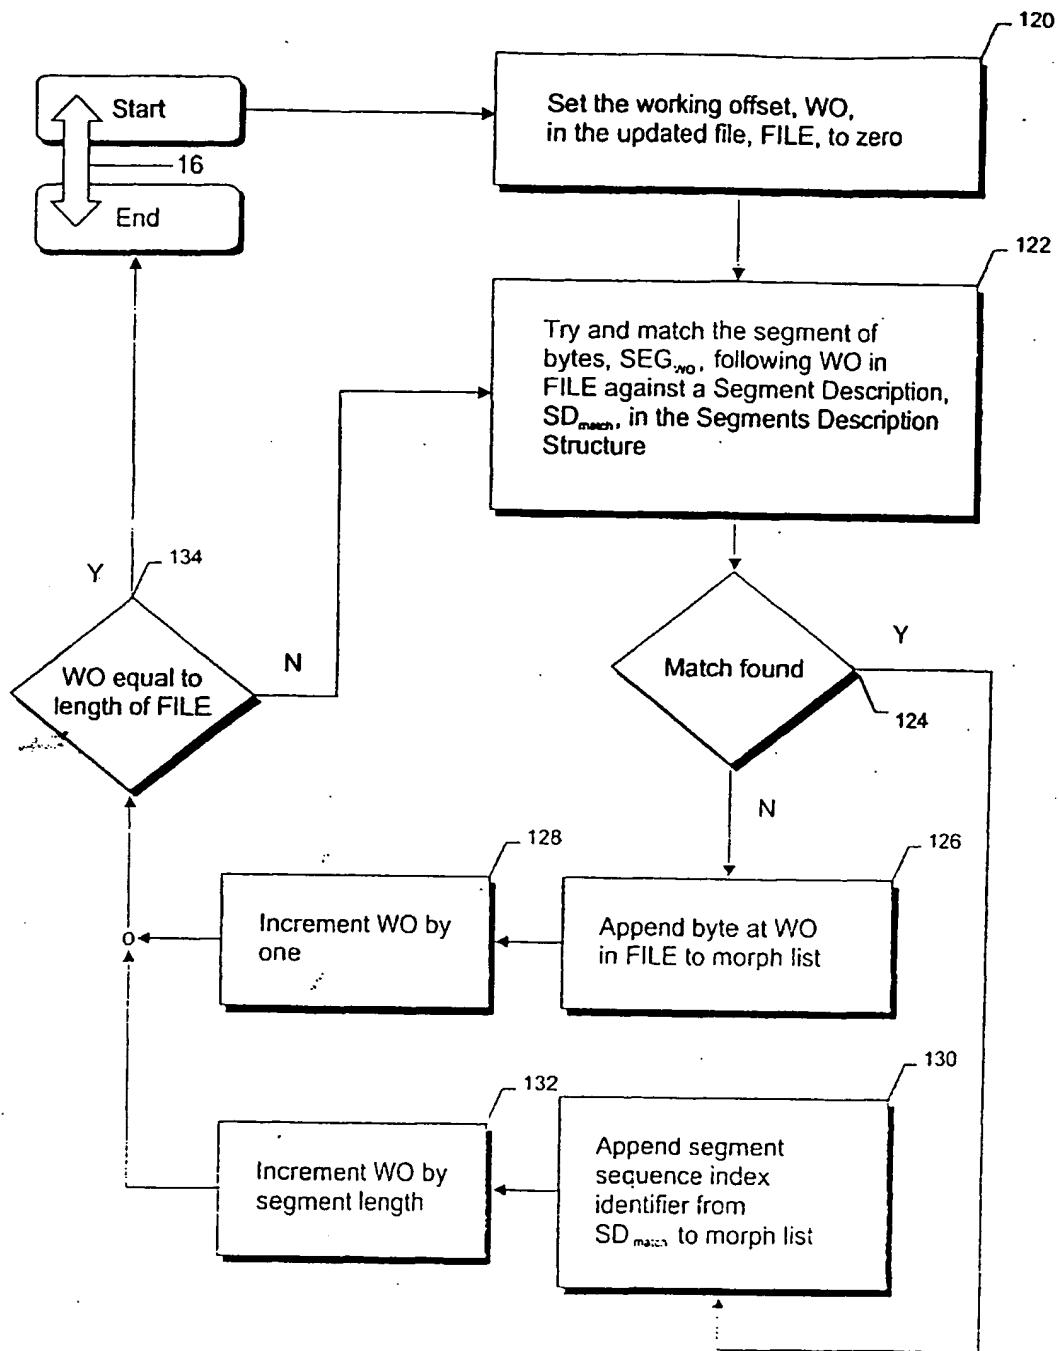 120
Start
Set the working offset, WO,
in the updated file, FILE, to zero
16
End
122
Try and match the segment of
bytes, SEG_WO, following WO in
FILE against a Segment Description,
SD_match, in the Segments Description
Structure
134
Y
WO equal to
length of FILE
N
Match found
Y
124
N
128
126
Increment WO by
one
Append byte at WO
in FILE to morph list
o
132
130
Increment WO by
segment length
Append segment
sequence index
identifier from
SD_match to morph list